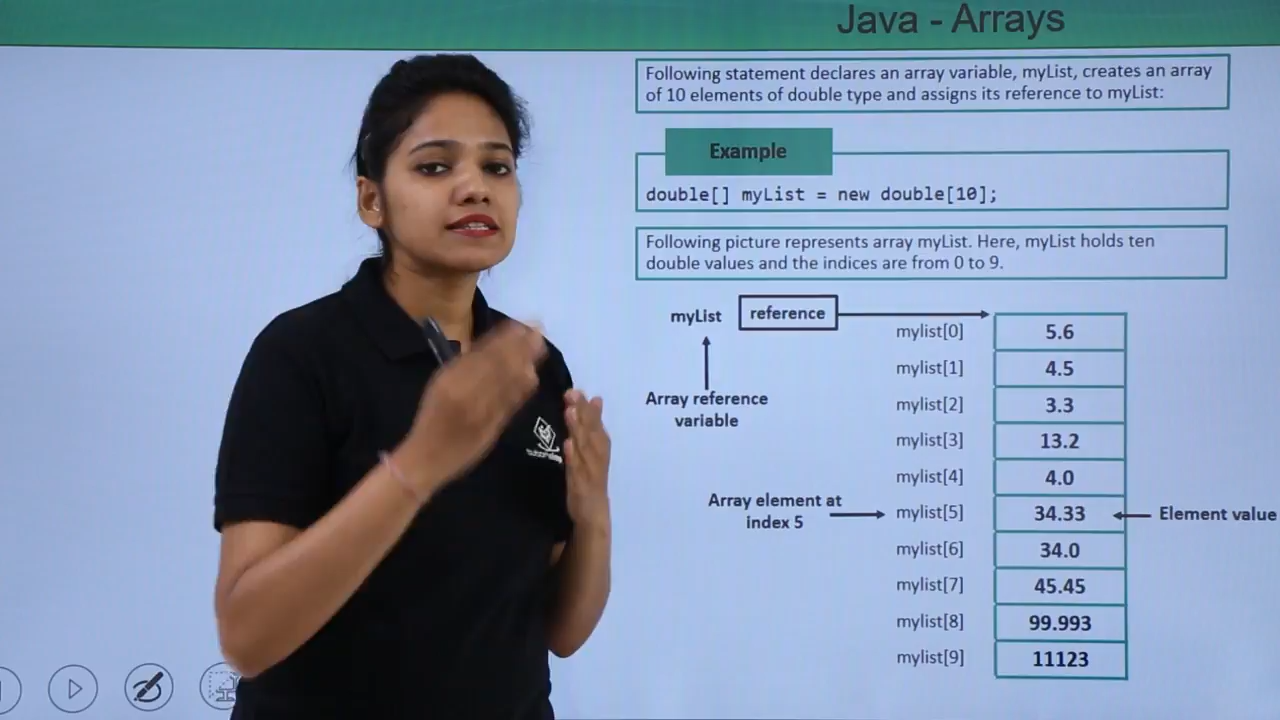 Java - Arrays
Following statement declares an array variable, myList, creates an array
of 10 elements of double type and assigns its reference to myList:
Example
double[] myList = new double[10];
Following picture represents array myList. Here, myList holds ten
double values and the indices are from 0 to 9.
myList
reference
Array reference
variable
mylist[0] 5.6
mylist[1] 4.5
mylist[2] 3.3
mylist[3] 13.2
mylist[4] 4.0
Array element at
index 5
mylist[5] 34.33
Element value
mylist[6] 34.0
mylist[7] 45.45
mylist[8] 99.993
mylist[9] 11123